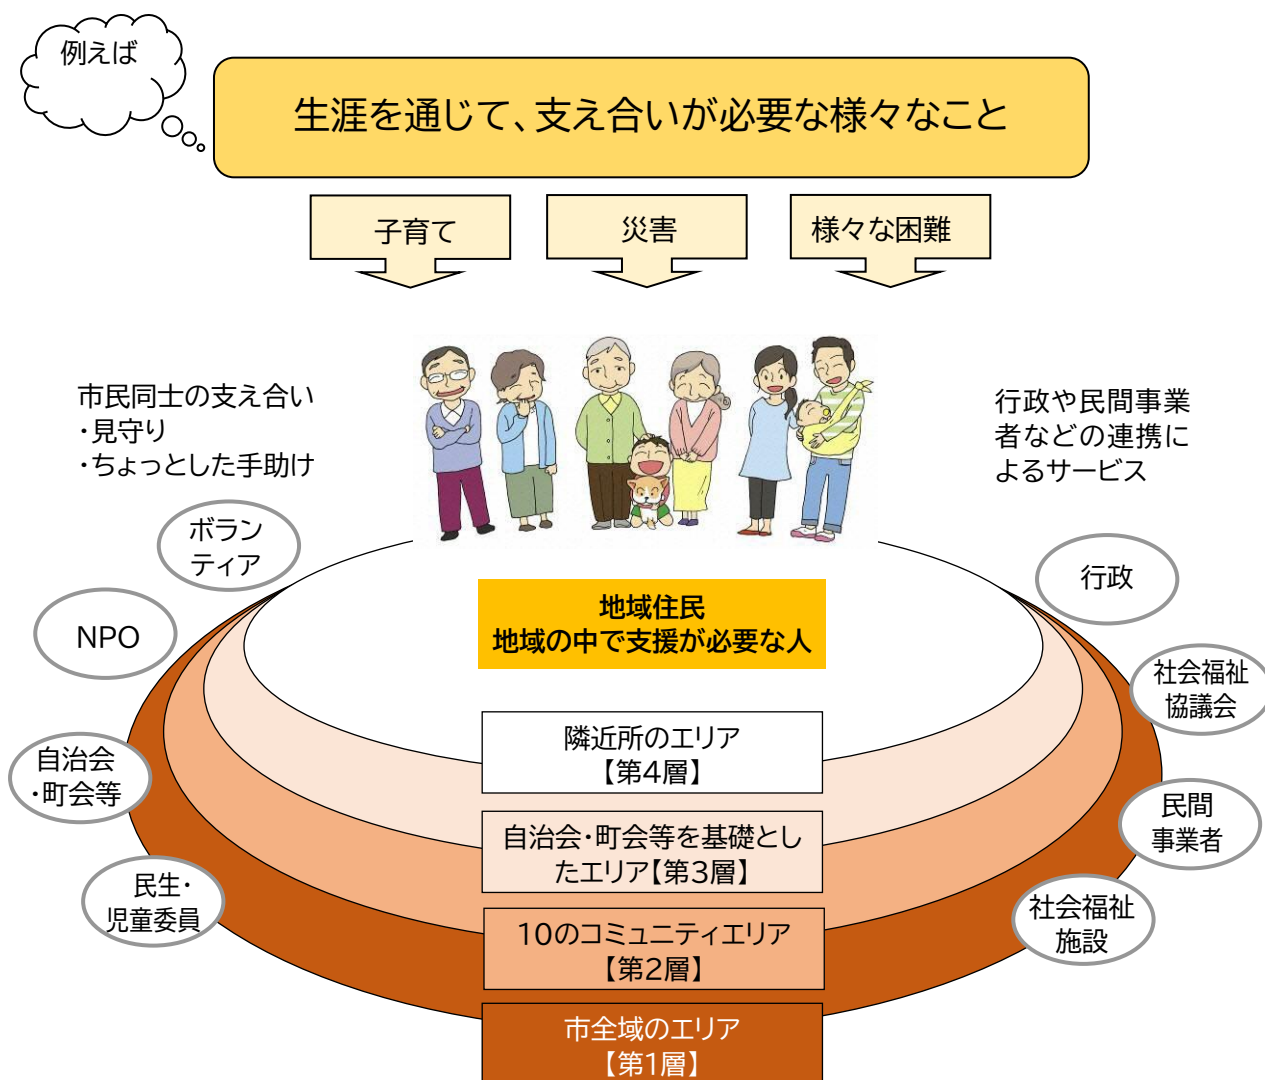 例えば
生涯を通じて、支え合いが必要な様々なこと
子育て
災害
様々な困難
市民同士の支え合い
・見守り
・ちょっとした手助け
行政や民間事業
者などの連携に
よるサービス
ボラン
ティア
NPO
自治会
・町会等
民生・
児童委員
行政
社会福祉
協議会
民間
事業者
社会福祉
施設
地域住民
地域の中で支援が必要な人
隣近所のエリア
【第4層】
自治会・町会等を基礎とし
たエリア【第3層】
10のコミュニティエリア
【第2層】
市全域のエリア
【第1層】